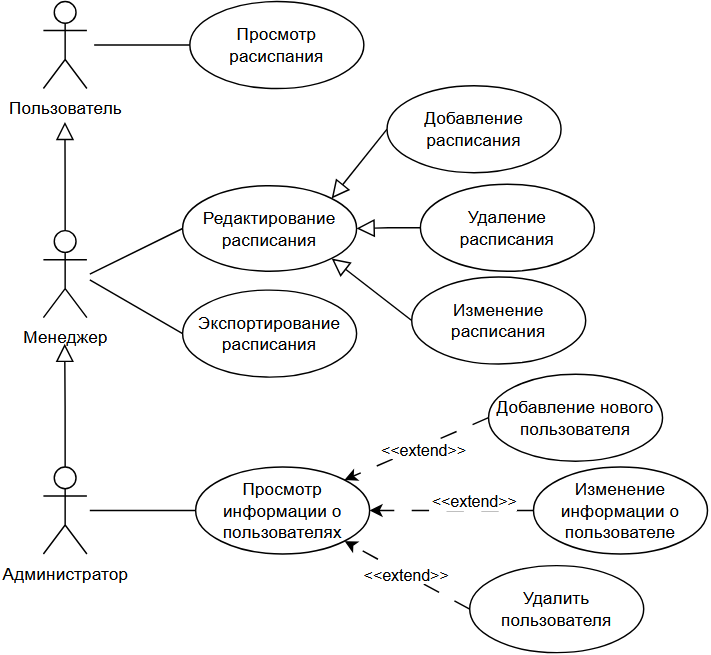 Просмотр
расиспания
Пользователь
Добавление
расписания
Редактирование
расписания
Удаление
расписания
Изменение
расписания
Менеджер
Экспортирование
расписания
Добавление нового
пользователя
<<extend>>
Просмотр
информации о
пользователях
<<extend>>
Изменение
информации о
пользователе
Администратор
<<extend>>
Удалить
пользователя